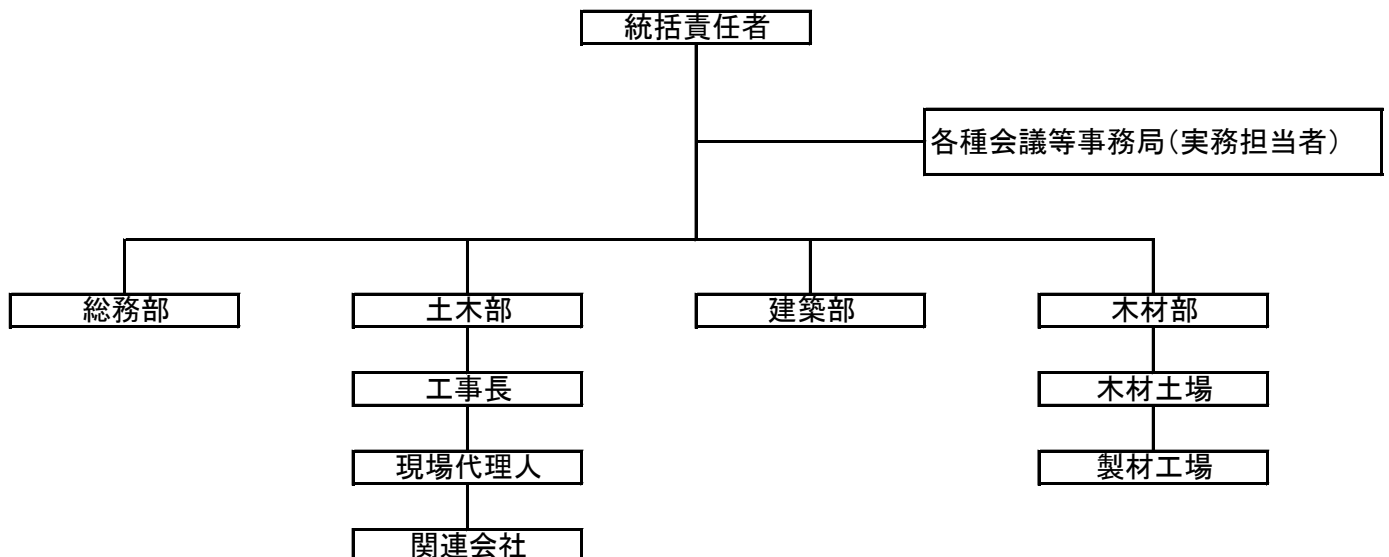 統括責任者
各種会議等事務局(実務担当者)
総務部
土木部
建築部
木材部
工事長
木材土場
現場代理人
製材工場
関連会社